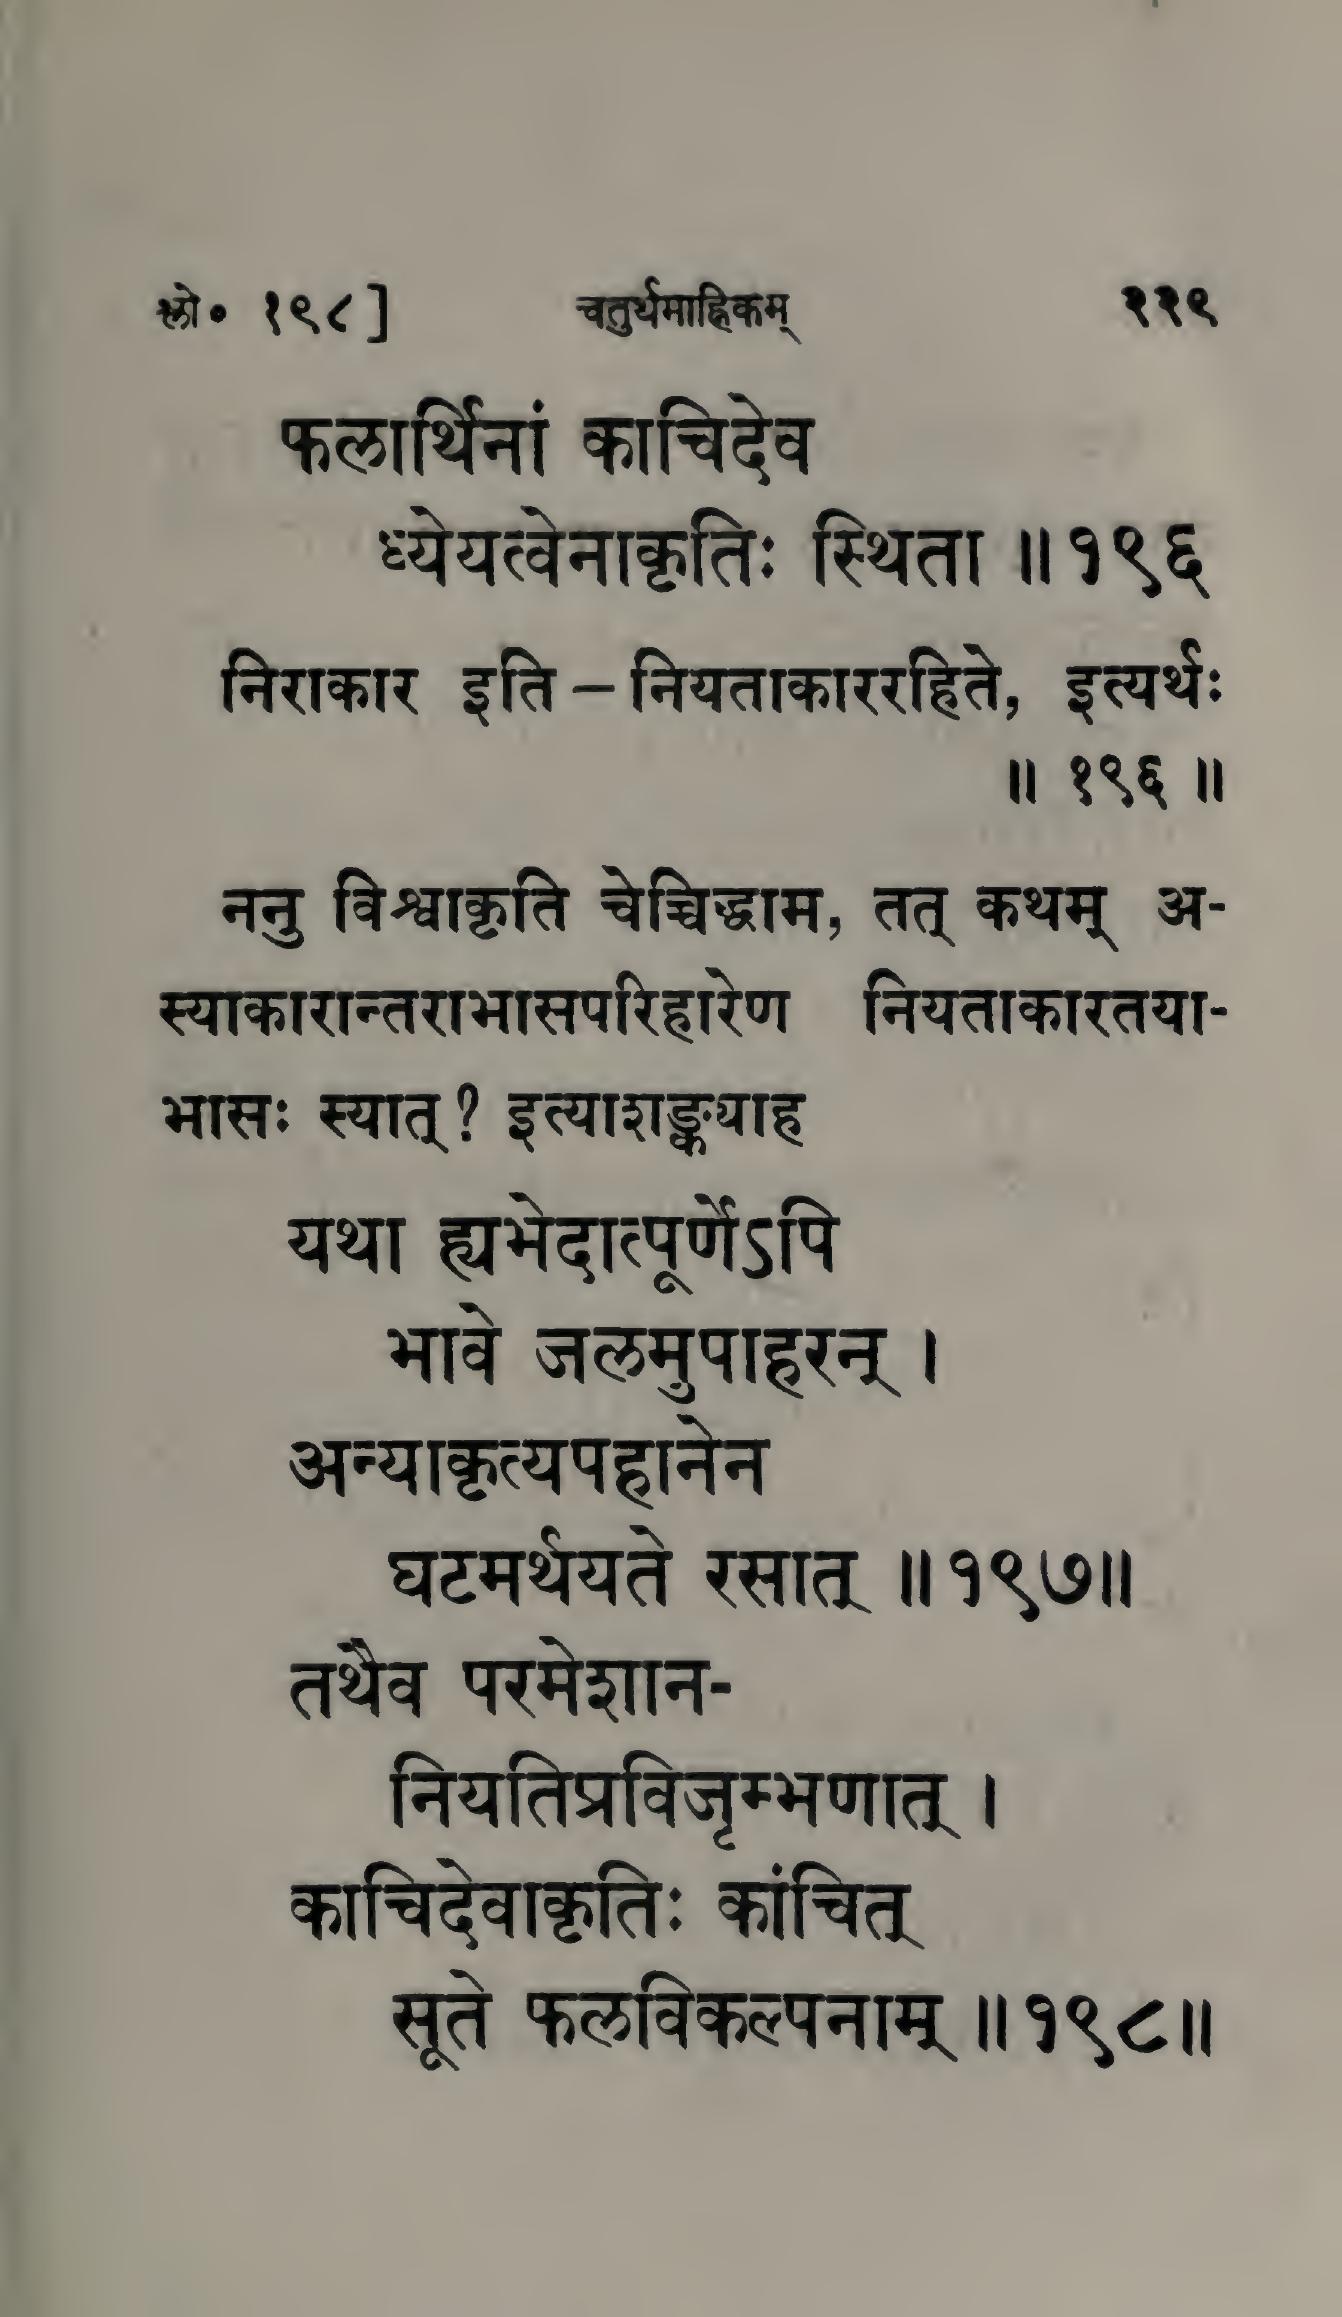 श्लो० १९८] चतुर्थमाह्निकम् २२९
फलार्थिनां काचिदेव
ध्येयत्वेनाकृतिः स्थिता ॥१९६
निराकार इति – नियताकाररहिते, इत्यर्थः
॥ १९६ ॥
ननु विश्वाकृति चेच्चिद्धाम, तत् कथम् अ-
स्याकारान्तराभासपरिहारेण नियताकारतया-
भासः स्यात् ? इत्याशङ्कयाह
यथा ह्यभेदात्पूर्णेऽपि
भावे जलमुपाहरन् ।
अन्याकृत्यपहानेन
घटमर्थयते रसात् ॥१९७॥
तथैव परमेशान-
नियतिप्रविजृम्भणात् ।
काचिदेवाकृतिः कांचित्
सूते फलविकल्पनाम् ॥१९८॥